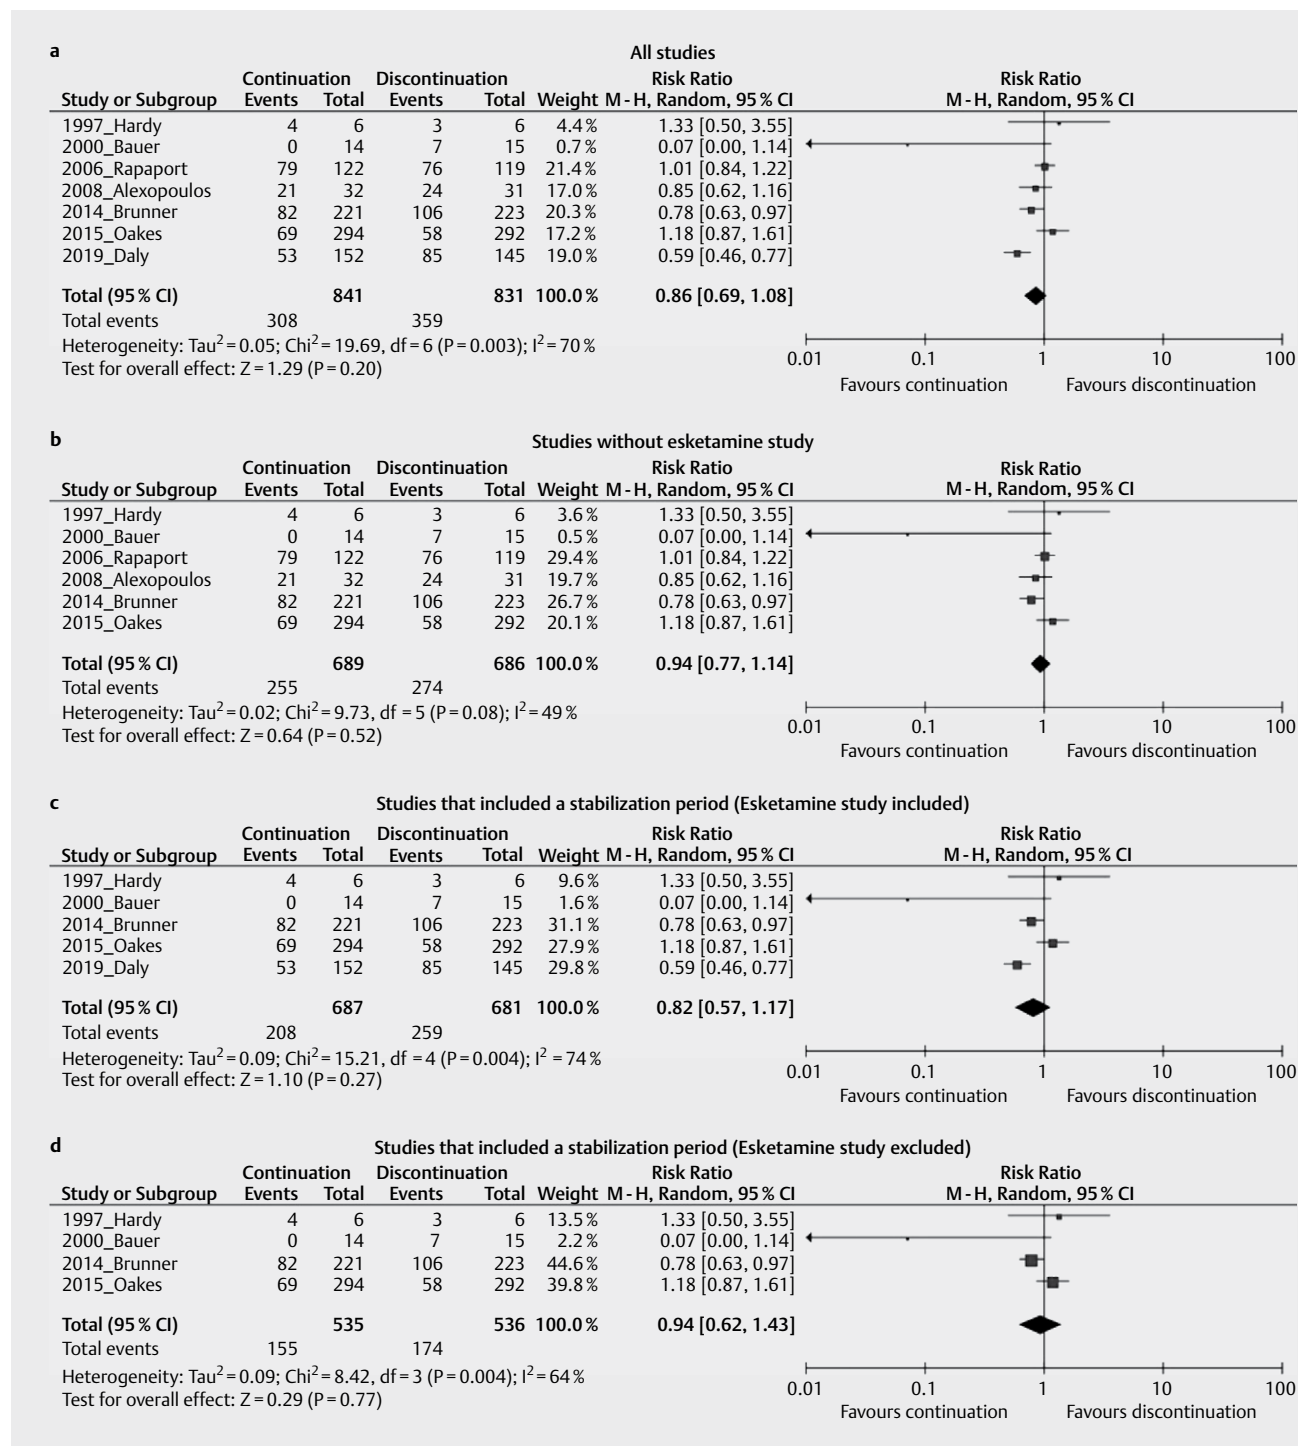 a
All studies
Continuation Discontinuation Risk Ratio Risk Ratio
Study or Subgroup Events Total Events Total Weight M - H, Random, 95 % CI M - H, Random, 95 % CI
1997_Hardy 4 6 3 6 4.4 % 1.33 [0.50, 3.55]
2000_Bauer 0 14 7 15 0.7 % 0.07 [0.00, 1.14]
2006_Rapaport 79 122 76 119 21.4 % 1.01 [0.84, 1.22]
2008_Alexopoulos 21 32 24 31 17.0 % 0.85 [0.62, 1.16]
2014_Brunner 82 221 106 223 20.3 % 0.78 [0.63, 0.97]
2015_Oakes 69 294 58 292 17.2 % 1.18 [0.87, 1.61]
2019_Daly 53 152 85 145 19.0 % 0.59 [0.46, 0.77]
Total (95 % CI) 841 831 100.0 % 0.86 [0.69, 1.08]
Total events 308 359
Heterogeneity: Tau² = 0.05; Chi² = 19.69, df = 6 (P = 0.003); I² = 70 %
Test for overall effect: Z = 1.29 (P = 0.20)
0.01 0.1 1 10 100
Favours continuation Favours discontinuation
b
Studies without esketamine study
Continuation Discontinuation Risk Ratio Risk Ratio
Study or Subgroup Events Total Events Total Weight M - H, Random, 95 % CI M - H, Random, 95 % CI
1997_Hardy 4 6 3 6 3.6 % 1.33 [0.50, 3.55]
2000_Bauer 0 14 7 15 0.5 % 0.07 [0.00, 1.14]
2006_Rapaport 79 122 76 119 29.4 % 1.01 [0.84, 1.22]
2008_Alexopoulos 21 32 24 31 19.7 % 0.85 [0.62, 1.16]
2014_Brunner 82 221 106 223 26.7 % 0.78 [0.63, 0.97]
2015_Oakes 69 294 58 292 20.1 % 1.18 [0.87, 1.61]
Total (95 % CI) 689 686 100.0 % 0.94 [0.77, 1.14]
Total events 255 274
Heterogeneity: Tau² = 0.02; Chi² = 9.73, df = 5 (P = 0.08); I² = 49 %
Test for overall effect: Z = 0.64 (P = 0.52)
0.01 0.1 1 10 100
Favours continuation Favours discontinuation
c
Studies that included a stabilization period (Esketamine study included)
Continuation Discontinuation Risk Ratio Risk Ratio
Study or Subgroup Events Total Events Total Weight M - H, Random, 95 % CI M - H, Random, 95 % CI
1997_Hardy 4 6 3 6 9.6 % 1.33 [0.50, 3.55]
2000_Bauer 0 14 7 15 1.6 % 0.07 [0.00, 1.14]
2014_Brunner 82 221 106 223 31.1 % 0.78 [0.63, 0.97]
2015_Oakes 69 294 58 292 27.9 % 1.18 [0.87, 1.61]
2019_Daly 53 152 85 145 29.8 % 0.59 [0.46, 0.77]
Total (95 % CI) 687 681 100.0 % 0.82 [0.57, 1.17]
Total events 208 259
Heterogeneity: Tau² = 0.09; Chi² = 15.21, df = 4 (P = 0.004); I² = 74 %
Test for overall effect: Z = 1.10 (P = 0.27)
0.01 0.1 1 10 100
Favours continuation Favours discontinuation
d
Studies that included a stabilization period (Esketamine study excluded)
Continuation Discontinuation Risk Ratio Risk Ratio
Study or Subgroup Events Total Events Total Weight M - H, Random, 95 % CI M - H, Random, 95 % CI
1997_Hardy 4 6 3 6 13.5 % 1.33 [0.50, 3.55]
2000_Bauer 0 14 7 15 2.2 % 0.07 [0.00, 1.14]
2014_Brunner 82 221 106 223 44.6 % 0.78 [0.63, 0.97]
2015_Oakes 69 294 58 292 39.8 % 1.18 [0.87, 1.61]
Total (95 % CI) 535 536 100.0 % 0.94 [0.62, 1.43]
Total events 155 174
Heterogeneity: Tau² = 0.09; Chi² = 8.42, df = 3 (P = 0.004); I² = 64 %
Test for overall effect: Z = 0.29 (P = 0.77)
0.01 0.1 1 10 100
Favours continuation Favours discontinuation